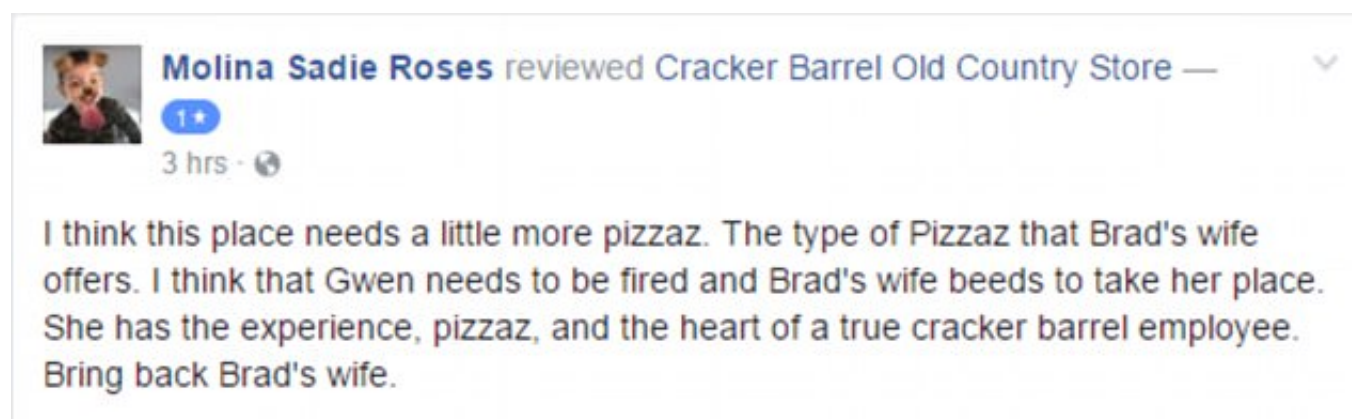 Molina Sadie Roses reviewed Cracker Barrel Old Country Store —
1★
3 hrs ·
I think this place needs a little more pizzaz. The type of Pizzaz that Brad's wife
offers. I think that Gwen needs to be fired and Brad's wife beeds to take her place.
She has the experience, pizzaz, and the heart of a true cracker barrel employee.
Bring back Brad's wife.